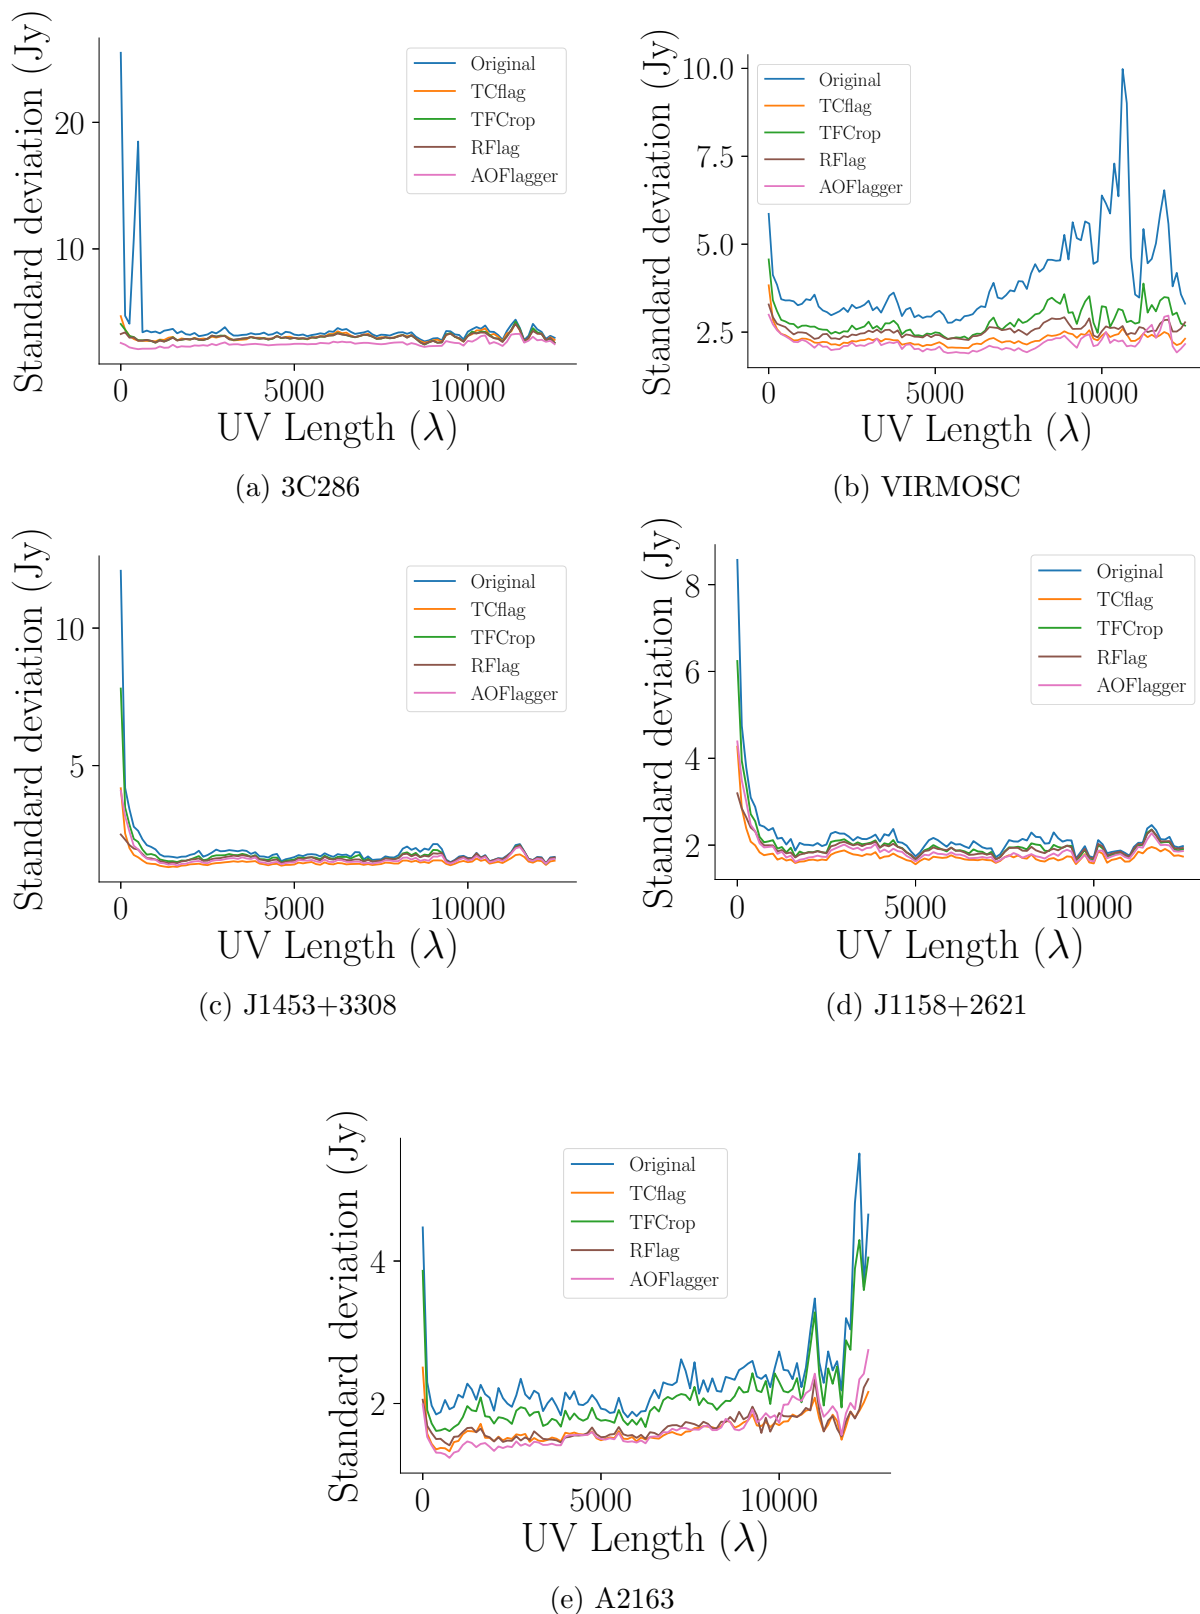 Standard deviation (Jy)
20
10
0
5000
10000
UV Length (λ)
Original
TCflag
TFCrop
RFlag
AOFlagger
(a) 3C286
Standard deviation (Jy)
10.0
7.5
5.0
2.5
0
5000
10000
UV Length (λ)
Original
TCflag
TFCrop
RFlag
AOFlagger
(b) VIRMOSC
Standard deviation (Jy)
10
5
0
5000
10000
UV Length (λ)
Original
TCflag
TFCrop
RFlag
AOFlagger
(c) J1453+3308
Standard deviation (Jy)
8
6
4
2
0
5000
10000
UV Length (λ)
Original
TCflag
TFCrop
RFlag
AOFlagger
(d) J1158+2621
Standard deviation (Jy)
4
2
0
5000
10000
UV Length (λ)
Original
TCflag
TFCrop
RFlag
AOFlagger
(e) A2163